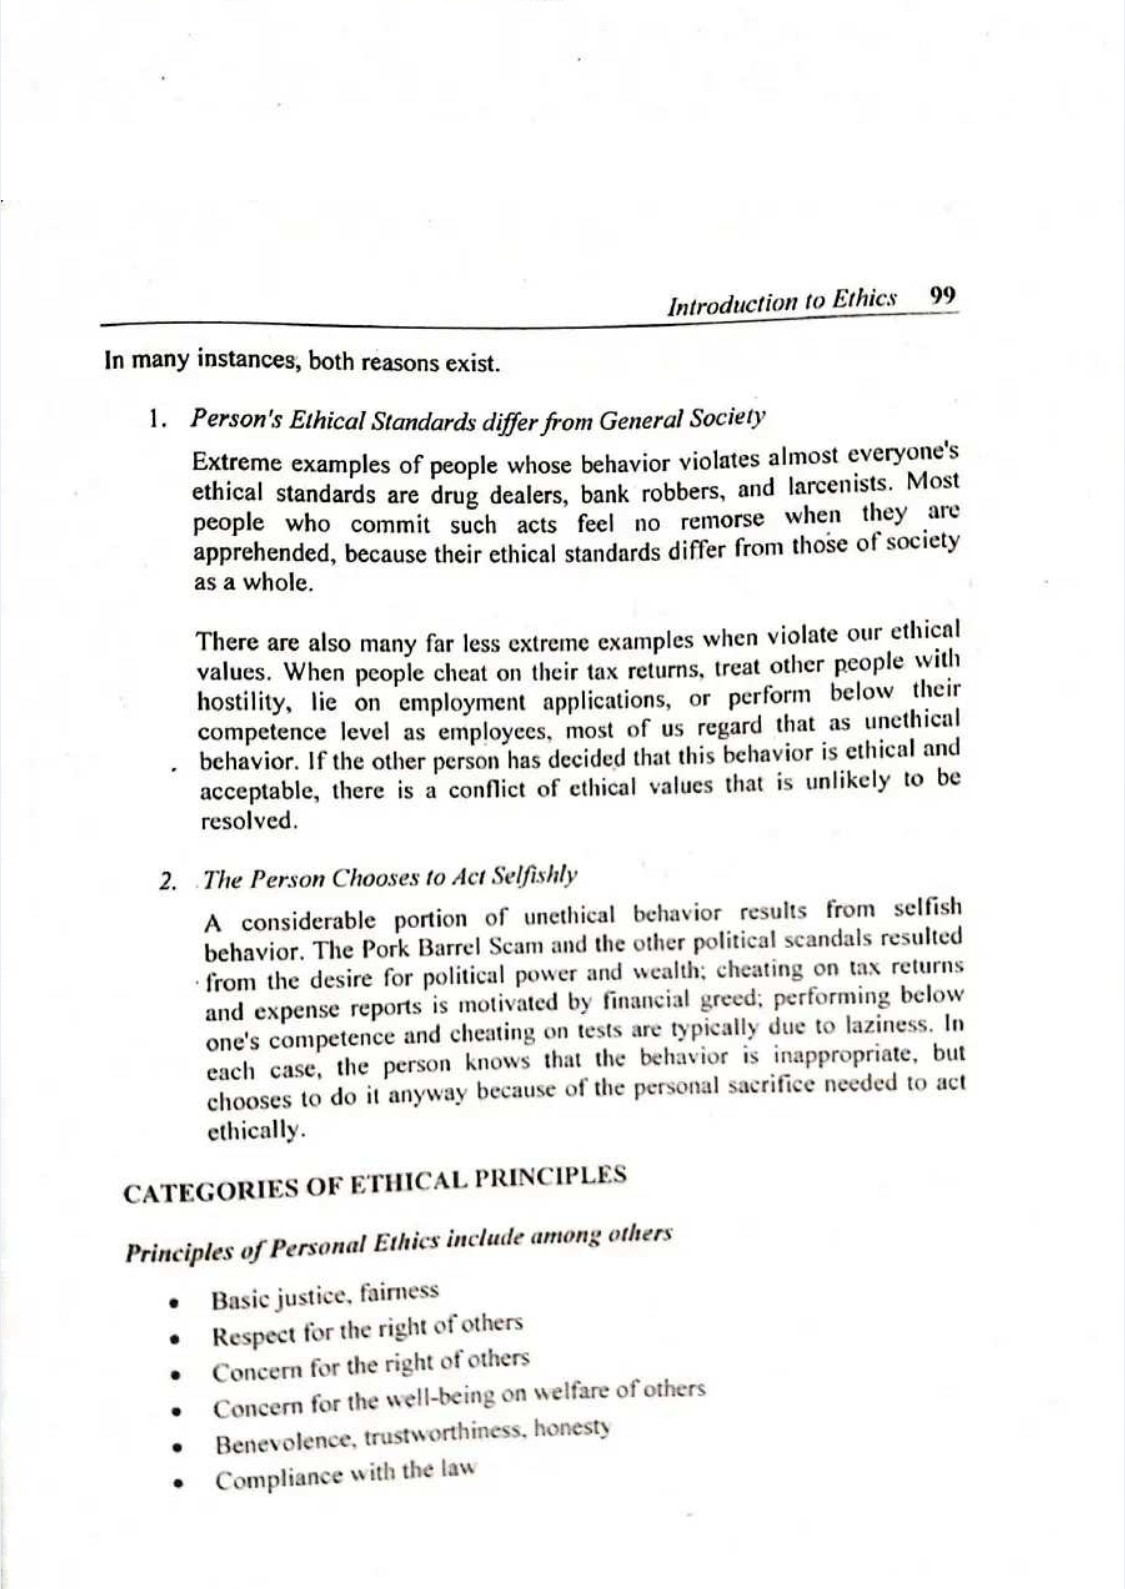 Introduction to Ethics 99
In many instances, both reasons exist.
1. Person's Ethical Standards differ from General Society
Extreme examples of people whose behavior violates almost everyone's
ethical standards are drug dealers, bank robbers, and larcenists. Most
people who commit such acts feel no remorse when they are
apprehended, because their ethical standards differ from those of society
as a whole.
There are also many far less extreme examples when violate our ethical
values. When people cheat on their tax returns, treat other people with
hostility, lie on employment applications, or perform below their
competence level as employees, most of us regard that as unethical
behavior. If the other person has decided that this behavior is ethical and
acceptable, there is a conflict of ethical values that is unlikely to be
resolved.
2. The Person Chooses to Act Selfishly
A considerable portion of unethical behavior results from selfish
behavior. The Pork Barrel Scam and the other political scandals resulted
from the desire for political power and wealth; cheating on tax returns
and expense reports is motivated by financial greed; performing below
one's competence and cheating on tests are typically due to laziness. In
each case, the person knows that the behavior is inappropriate, but
chooses to do it anyway because of the personal sacrifice needed to act
ethically.
CATEGORIES OF ETHICAL PRINCIPLES
Principles of Personal Ethics include among others
• Basic justice, fairness
• Respect for the right of others
• Concern for the right of others
• Concern for the well-being on welfare of others
• Benevolence, trustworthiness, honesty
• Compliance with the law